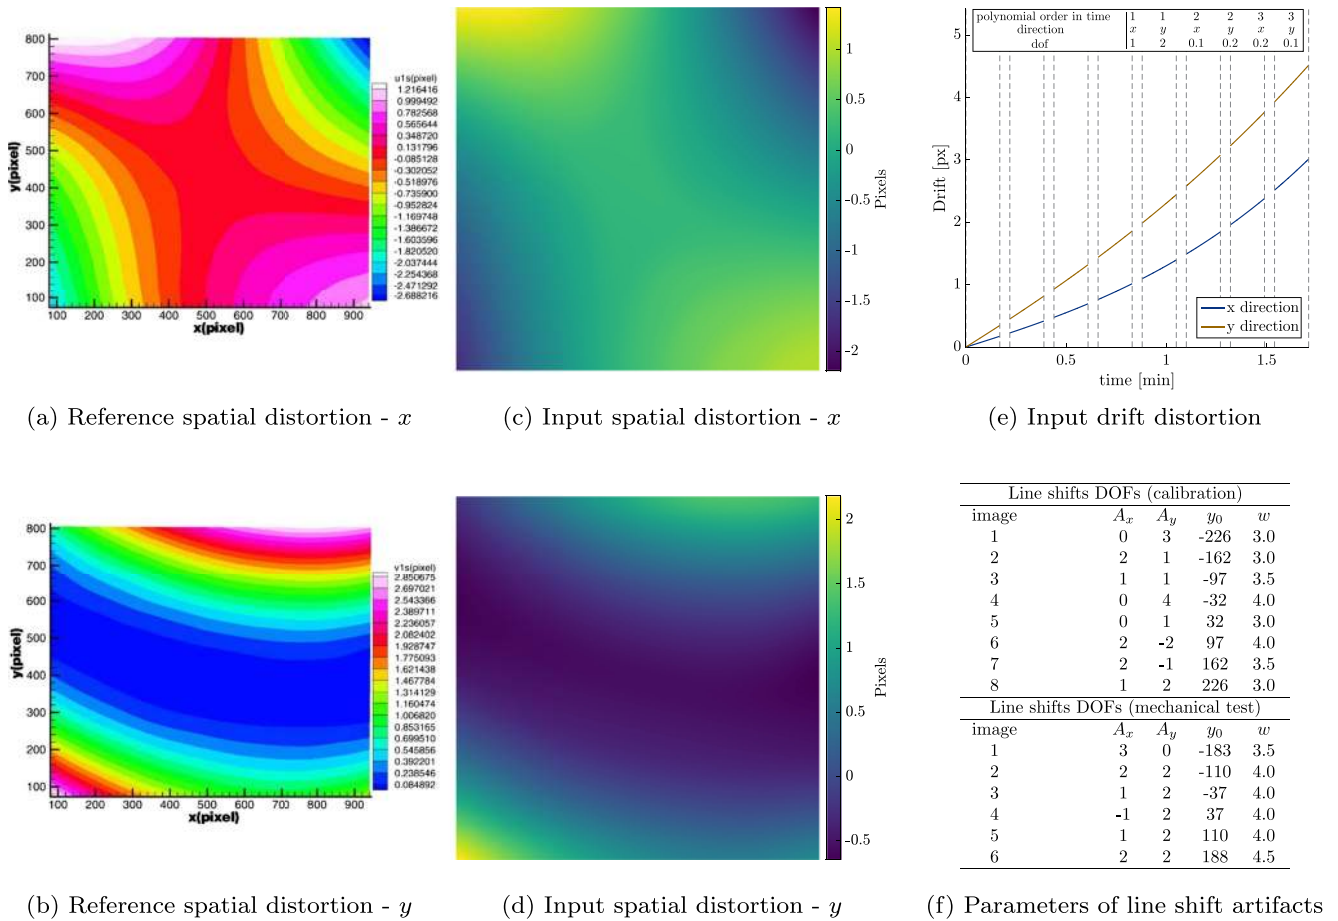 800
700
600
500
400
300
200
100
y(pixel)
100 200 300 400 500 600 700 800 900
x(pixel)
u1s(pixel)
1.216416
0.999492
0.782568
0.565644
0.348720
0.131796
-0.085128
-0.302052
-0.518976
-0.735900
-0.952824
-1.169748
-1.386672
-1.603596
-1.820520
-2.037444
-2.254368
-2.471292
-2.688216
(a) Reference spatial distortion - x
1
0.5
0
-0.5
-1
-1.5
-2
Pixels
(c) Input spatial distortion - x
polynomial order in time 1 1 2 2 3 3
direction x y x y x y
dof 1 2 0.1 0.2 0.2 0.1
5
4
3
2
1
0
Drift [px]
x direction
y direction
0 0.5 1 1.5
time [min]
(e) Input drift distortion
800
700
600
500
400
300
200
100
y(pixel)
100 200 300 400 500 600 700 800 900
x(pixel)
v1s(pixel)
2.850675
2.697021
2.543366
2.389711
2.236057
2.082402
1.928747
1.775093
1.621438
1.467784
1.314129
1.160474
1.006820
0.853165
0.699510
0.545856
0.392201
0.238546
0.084892
(b) Reference spatial distortion - y
2
1.5
1
0.5
0
-0.5
Pixels
(d) Input spatial distortion - y
Line shifts DOFs (calibration)
image Ax Ay y0 w
1 0 3 -226 3.0
2 2 1 -162 3.0
3 1 1 -97 3.5
4 0 4 -32 4.0
5 0 1 32 3.0
6 2 -2 97 4.0
7 2 -1 162 3.5
8 1 2 226 3.0
Line shifts DOFs (mechanical test)
image Ax Ay y0 w
1 3 0 -183 3.5
2 2 2 -110 4.0
3 1 2 -37 4.0
4 -1 2 37 4.0
5 1 2 110 4.0
6 2 2 188 4.5
(f) Parameters of line shift artifacts